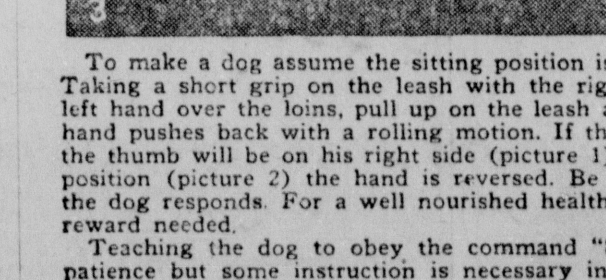 3
To make a dog assume the sitting position is
Taking a short grip on the leash with the rig
left hand over the loins, pull up on the leash a
hand pushes back with a rolling motion. If th
the thumb will be on his right side (picture 1)
position (picture 2) the hand is reversed. Be
the dog responds. For a well nourished health
reward needed.
Teaching the dog to obey the command "
patience but some instruction is necessary in